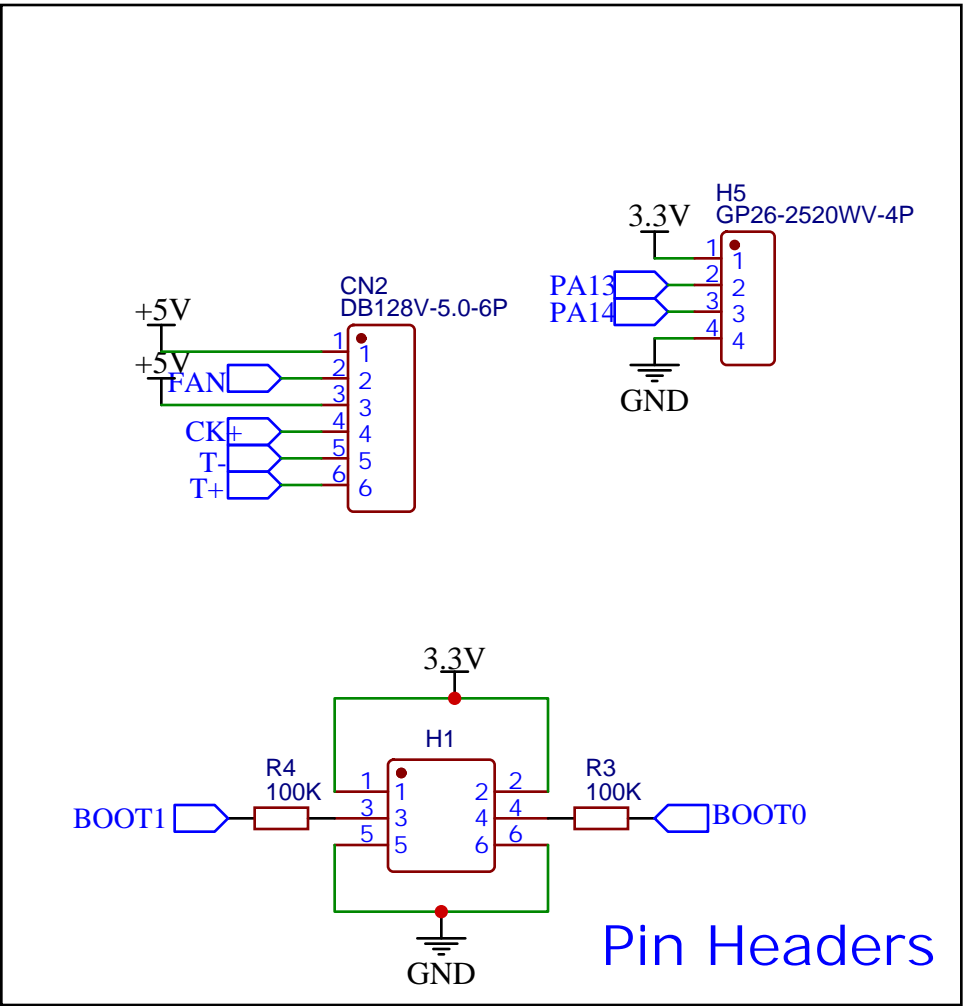 H5
GP26-2520WV-4P
3.3V
1 1
PA13 2 2
PA14 3 3
4 4
GND
CN2
DB128V-5.0-6P
+5V
1 1
+5V
FAN 2 2
3 3
CK+ 4 4
T- 5 5
T+ 6 6
3.3V
H1
R4
100K
R3
100K
1 1 2 2
BOOT1 3 3 4 4 BOOT0
5 5 6 6
GND
Pin Headers